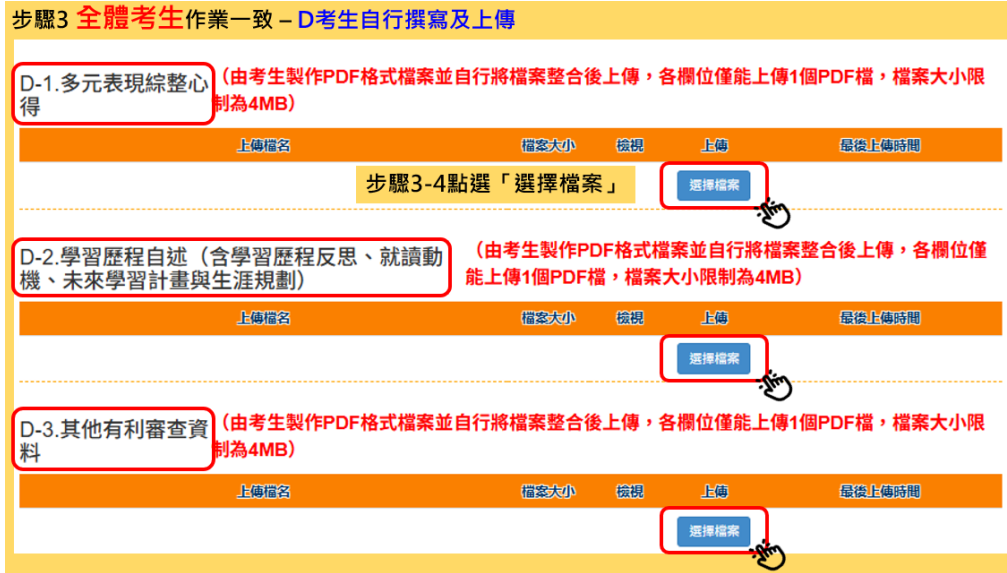 步驟3 全體考生作業一致 – D考生自行撰寫及上傳
D-1.多元表現綜整心得
（由考生製作PDF格式檔案並自行將檔案整合後上傳，各欄位僅能上傳1個PDF檔，檔案大小限
制為4MB）
上傳檔名 檔案大小 檢視 上傳 最後上傳時間
步驟3-4點選「選擇檔案」 選擇檔案
D-2.學習歷程自述（含學習歷程反思、就讀動
機、未來學習計畫與生涯規劃）
（由考生製作PDF格式檔案並自行將檔案整合後上傳，各欄位僅
能上傳1個PDF檔，檔案大小限制為4MB）
上傳檔名 檔案大小 檢視 上傳 最後上傳時間
選擇檔案
D-3.其他有利審查資料
（由考生製作PDF格式檔案並自行將檔案整合後上傳，各欄位僅能上傳1個PDF檔，檔案大小限
制為4MB）
上傳檔名 檔案大小 檢視 上傳 最後上傳時間
選擇檔案